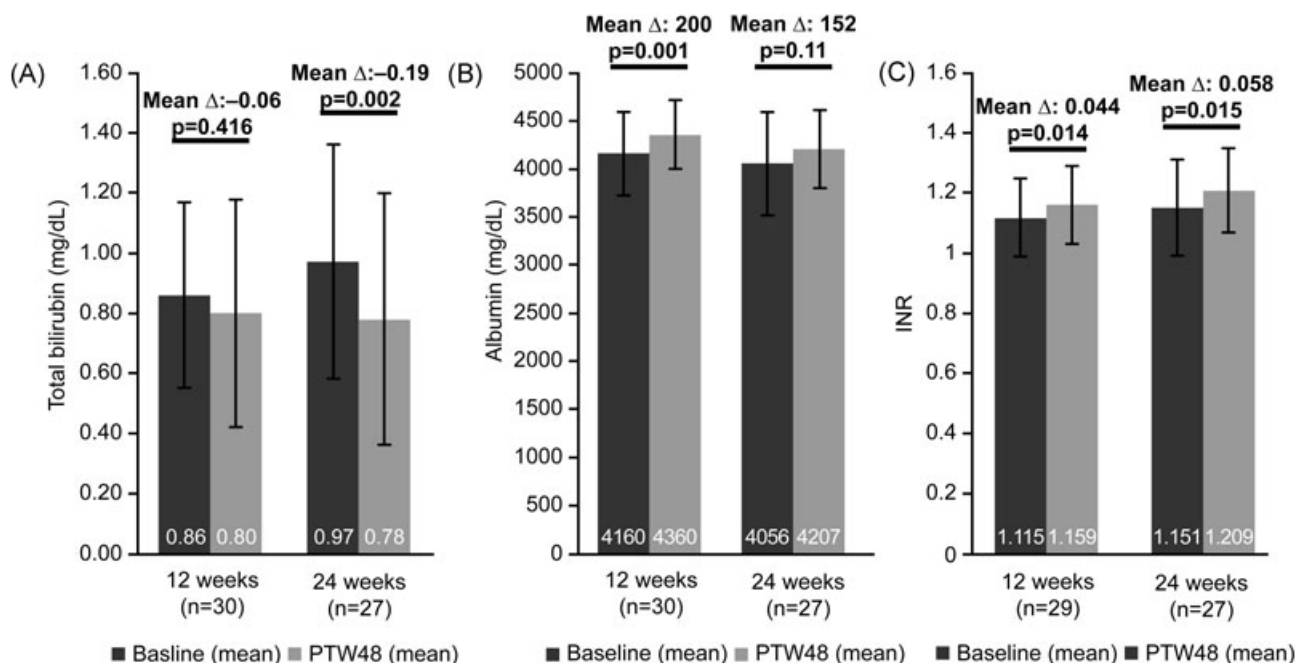 (A)
Mean Δ:–0.06
p=0.416
Mean Δ:–0.19
p=0.002
Total bilirubin (mg/dL)
1.60
1.40
1.20
1.00
0.80
0.60
0.40
0.20
0.00
0.86
0.80
0.97
0.78
12 weeks
(n=30)
24 weeks
(n=27)
Basline (mean)
PTW48 (mean)
(B)
Mean Δ: 200
p=0.001
Mean Δ: 152
p=0.11
Albumin (mg/dL)
5000
4500
4000
3500
3000
2500
2000
1500
1000
500
0
4160
4360
4056
4207
12 weeks
(n=30)
24 weeks
(n=27)
Baseline (mean)
PTW48 (mean)
(C)
Mean Δ: 0.044
p=0.014
Mean Δ: 0.058
p=0.015
INR
1.6
1.4
1.2
1
0.8
0.6
0.4
0.2
0
1.115
1.159
1.151
1.209
12 weeks
(n=29)
24 weeks
(n=27)
Baseline (mean)
PTW48 (mean)